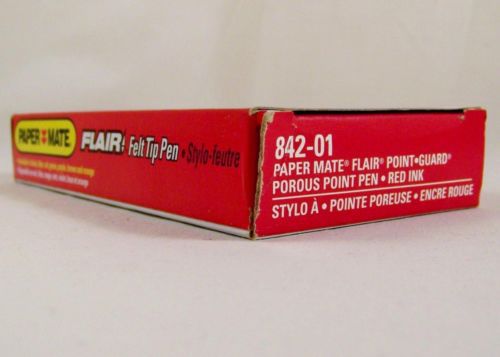 PAPER MATE FLAIR! Felt Tip Pen • Stylo-feutre
842-01
PAPER MATE® FLAIR® POINT•GUARD®
POROUS POINT PEN • RED INK
STYLO À • POINTE POREUSE • ENCRE ROUGE